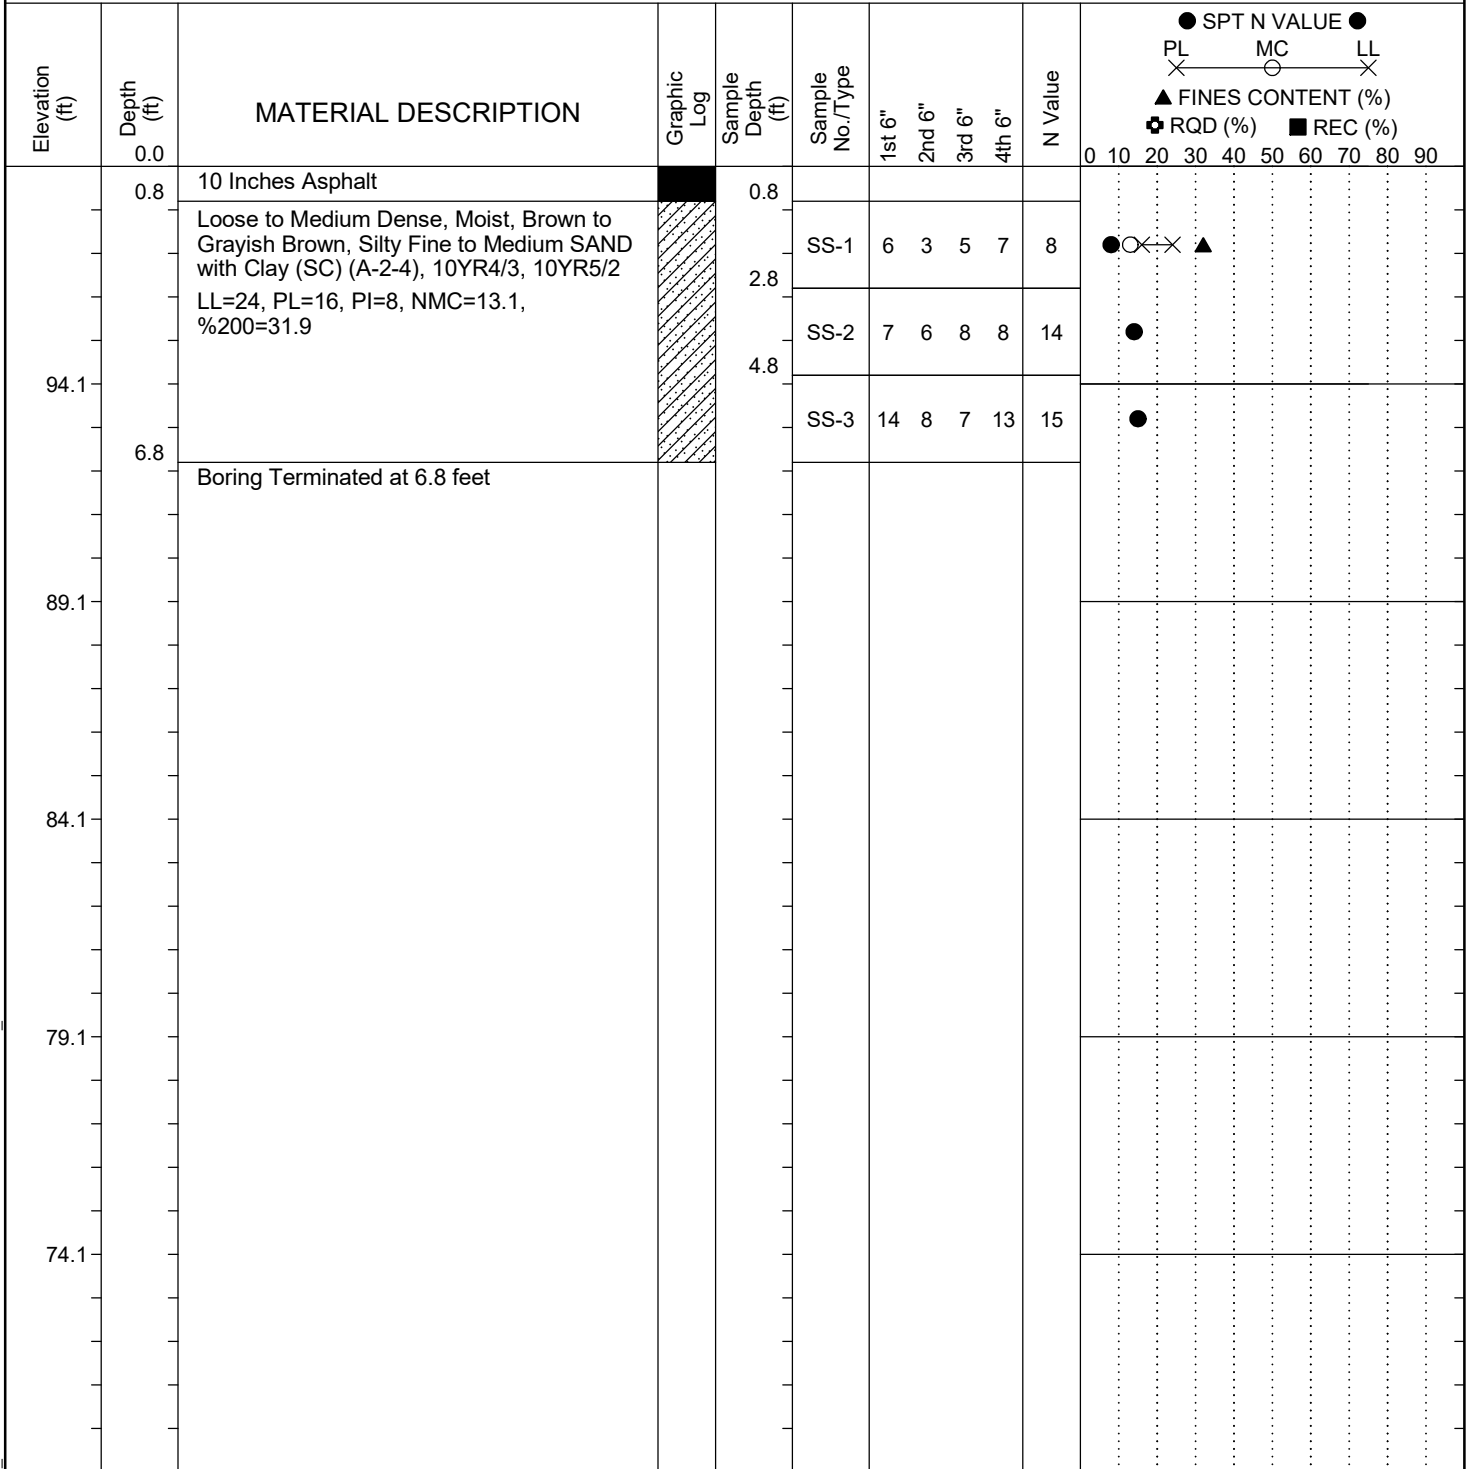 ● SPT N VALUE ●
PL MC LL
▲ FINES CONTENT (%)
RQD (%) ■ REC (%)
0 10 20 30 40 50 60 70 80 90
Elevation (ft)
Depth (ft)
0.0
MATERIAL DESCRIPTION
Graphic Log
Sample Depth (ft)
Sample No./Type
1st 6"
2nd 6"
3rd 6"
4th 6"
N Value
0.8 10 Inches Asphalt 0.8
Loose to Medium Dense, Moist, Brown to
Grayish Brown, Silty Fine to Medium SAND
with Clay (SC) (A-2-4), 10YR4/3, 10YR5/2
LL=24, PL=16, PI=8, NMC=13.1,
%200=31.9
SS-1 6 3 5 7 8
2.8
SS-2 7 6 8 8 14
4.8
94.1
SS-3 14 8 7 13 15
6.8
Boring Terminated at 6.8 feet
89.1
84.1
79.1
74.1